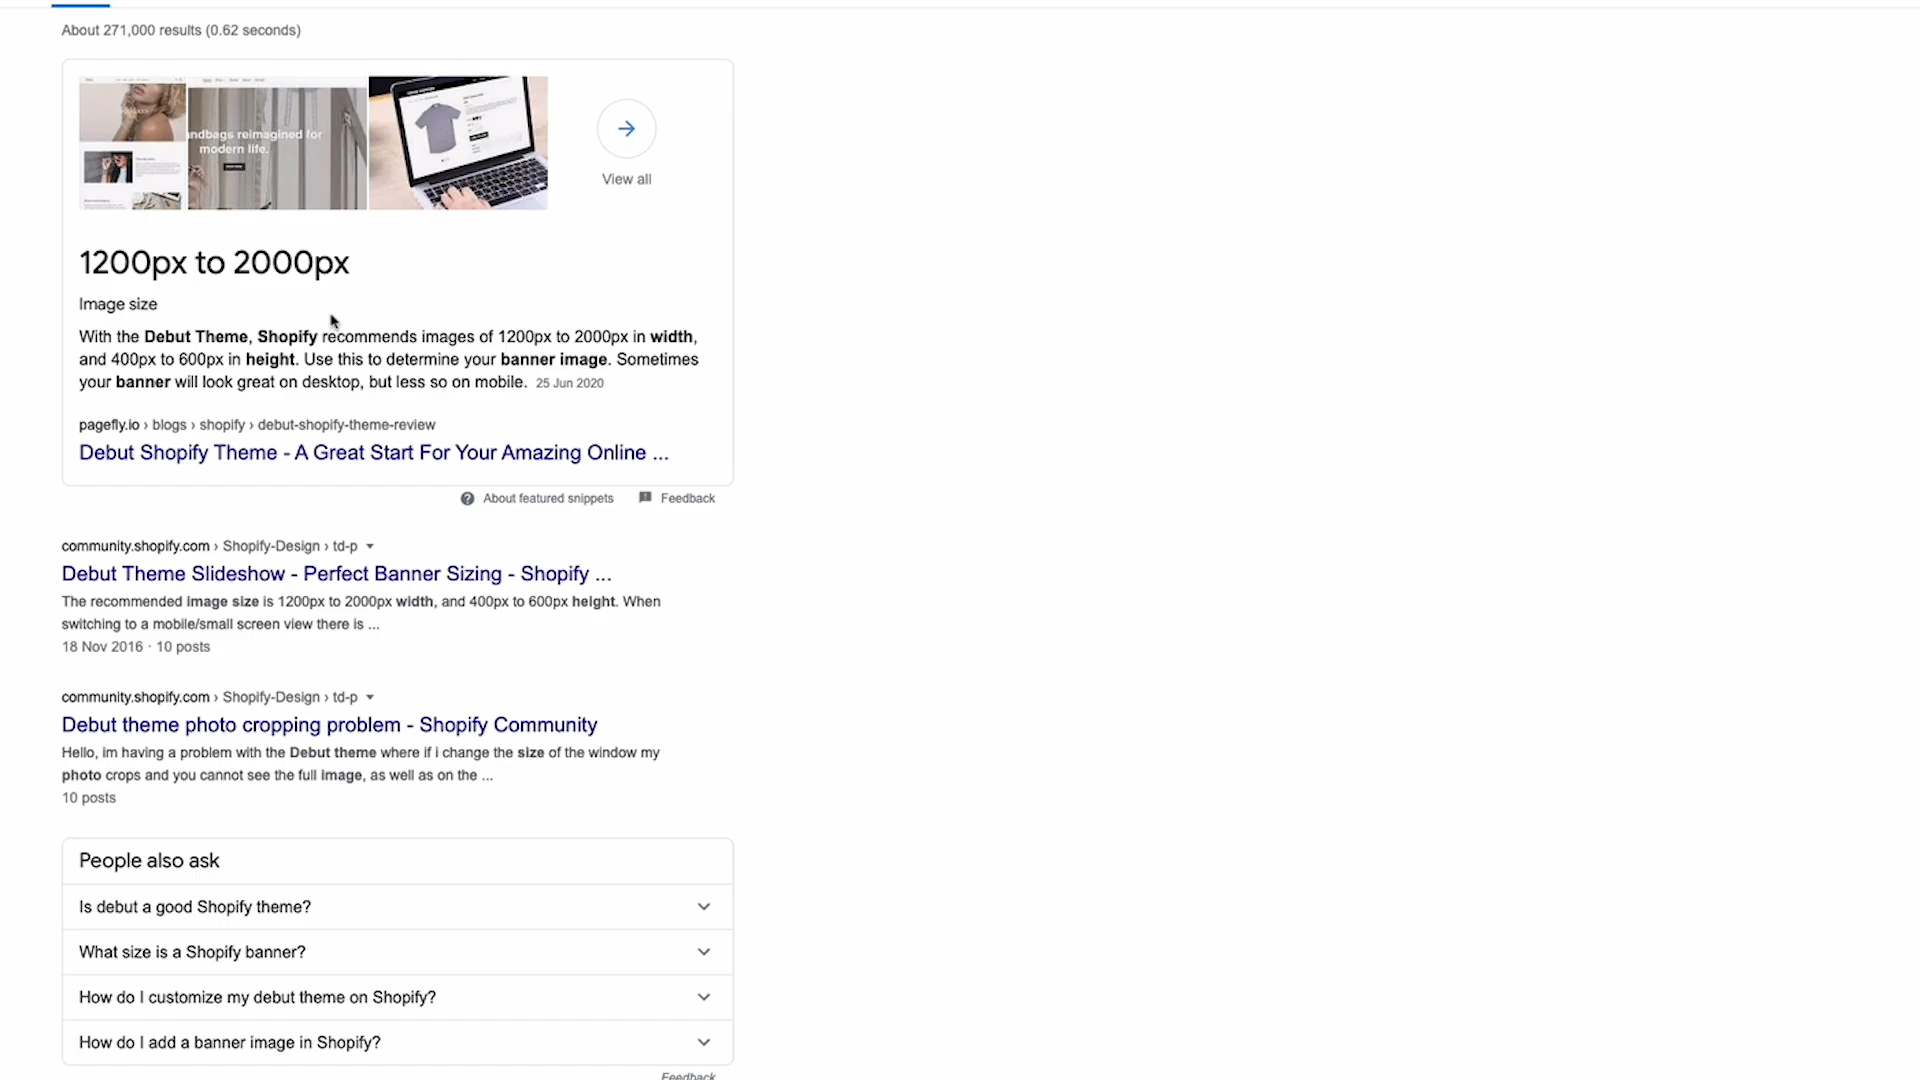 About 271,000 results (0.62 seconds)
ndbags reimagined for
modern life.
View all
1200px to 2000px
Image size
With the Debut Theme, Shopify recommends images of 1200px to 2000px in width,
and 400px to 600px in height. Use this to determine your banner image. Sometimes
your banner will look great on desktop, but less so on mobile. 25 Jun 2020
pagefly.io › blogs › shopify › debut-shopify-theme-review
Debut Shopify Theme - A Great Start For Your Amazing Online ...
About featured snippets Feedback
community.shopify.com › Shopify-Design › td-p
Debut Theme Slideshow - Perfect Banner Sizing - Shopify ...
The recommended image size is 1200px to 2000px width, and 400px to 600px height. When
switching to a mobile/small screen view there is ...
18 Nov 2016 · 10 posts
community.shopify.com › Shopify-Design › td-p
Debut theme photo cropping problem - Shopify Community
Hello, im having a problem with the Debut theme where if i change the size of the window my
photo crops and you cannot see the full image, as well as on the ...
10 posts
People also ask
Is debut a good Shopify theme?
What size is a Shopify banner?
How do I customize my debut theme on Shopify?
How do I add a banner image in Shopify?
Feedback